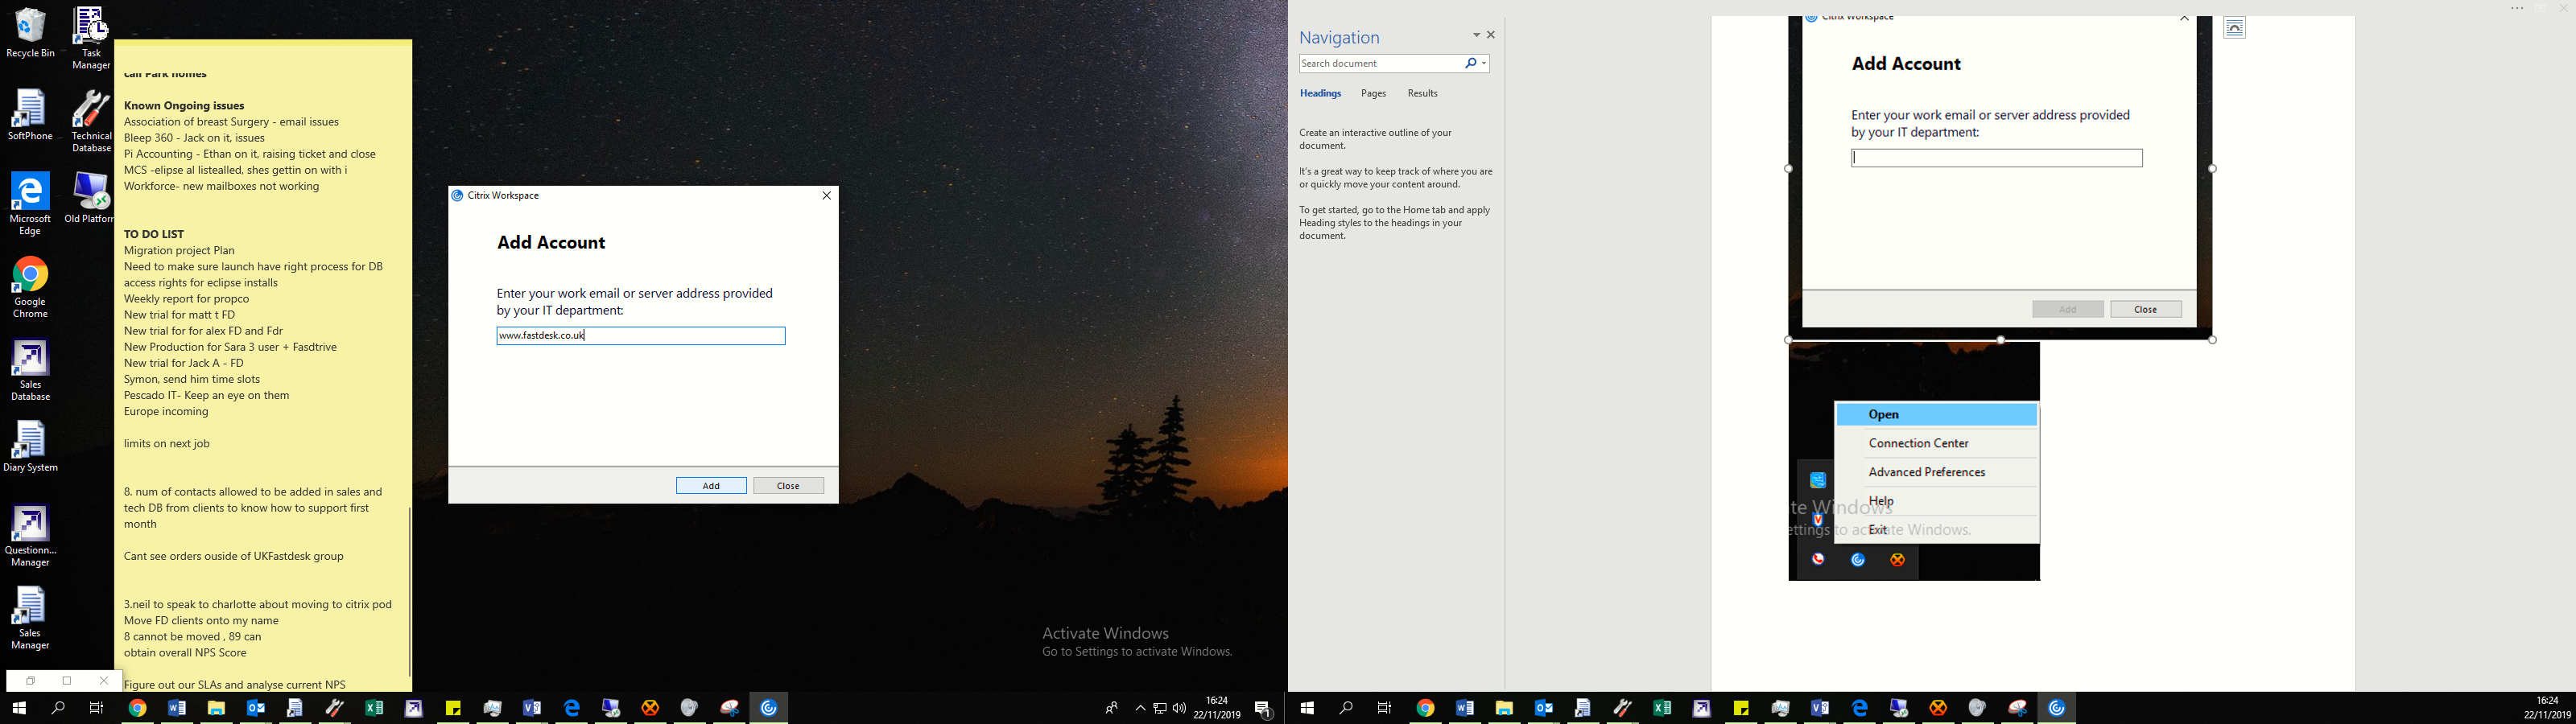 Recycle Bin
Task Manager
SoftPhone
Technical Database
Microsoft Edge
Old Platform
Google Chrome
Sales Database
Diary System
Questionn... Manager
Sales Manager
call Park homes
Known Ongoing issues
Association of breast Surgery - email issues
Bleep 360 - Jack on it, issues
Pi Accounting - Ethan on it, raising ticket and close
MCS -elipse al listealled, shes gettin on with i
Workforce- new mailboxes not working
TO DO LIST
Migration project Plan
Need to make sure launch have right process for DB
access rights for eclipse installs
Weekly report for propco
New trial for matt t FD
New trial for for alex FD and Fdr
New Production for Sara 3 user + Fasdtrive
New trial for Jack A - FD
Symon, send him time slots
Pescado IT- Keep an eye on them
Europe incoming
limits on next job
8. num of contacts allowed to be added in sales and
tech DB from clients to know how to support first
month
Cant see orders ouside of UKFastdesk group
3.neil to speak to charlotte about moving to citrix pod
Move FD clients onto my name
8 cannot be moved , 89 can
obtain overall NPS Score
Figure out our SLAs and analyse current NPS
Citrix Workspace
Add Account
Enter your work email or server address provided
by your IT department:
www.fastdesk.co.uk
Add
Close
Activate Windows
Go to Settings to activate Windows.
16:24
22/11/2019
1
Navigation
Search document
Headings
Pages
Results
Create an interactive outline of your
document.
It's a great way to keep track of where you are
or quickly move your content around.
To get started, go to the Home tab and apply
Heading styles to the headings in your
document.
Citrix Workspace
Add Account
Enter your work email or server address provided
by your IT department:
Add
Close
Open
Connection Center
Advanced Preferences
Help
Exit
te Windows
ettings to activate Windows.
16:24
22/11/2019